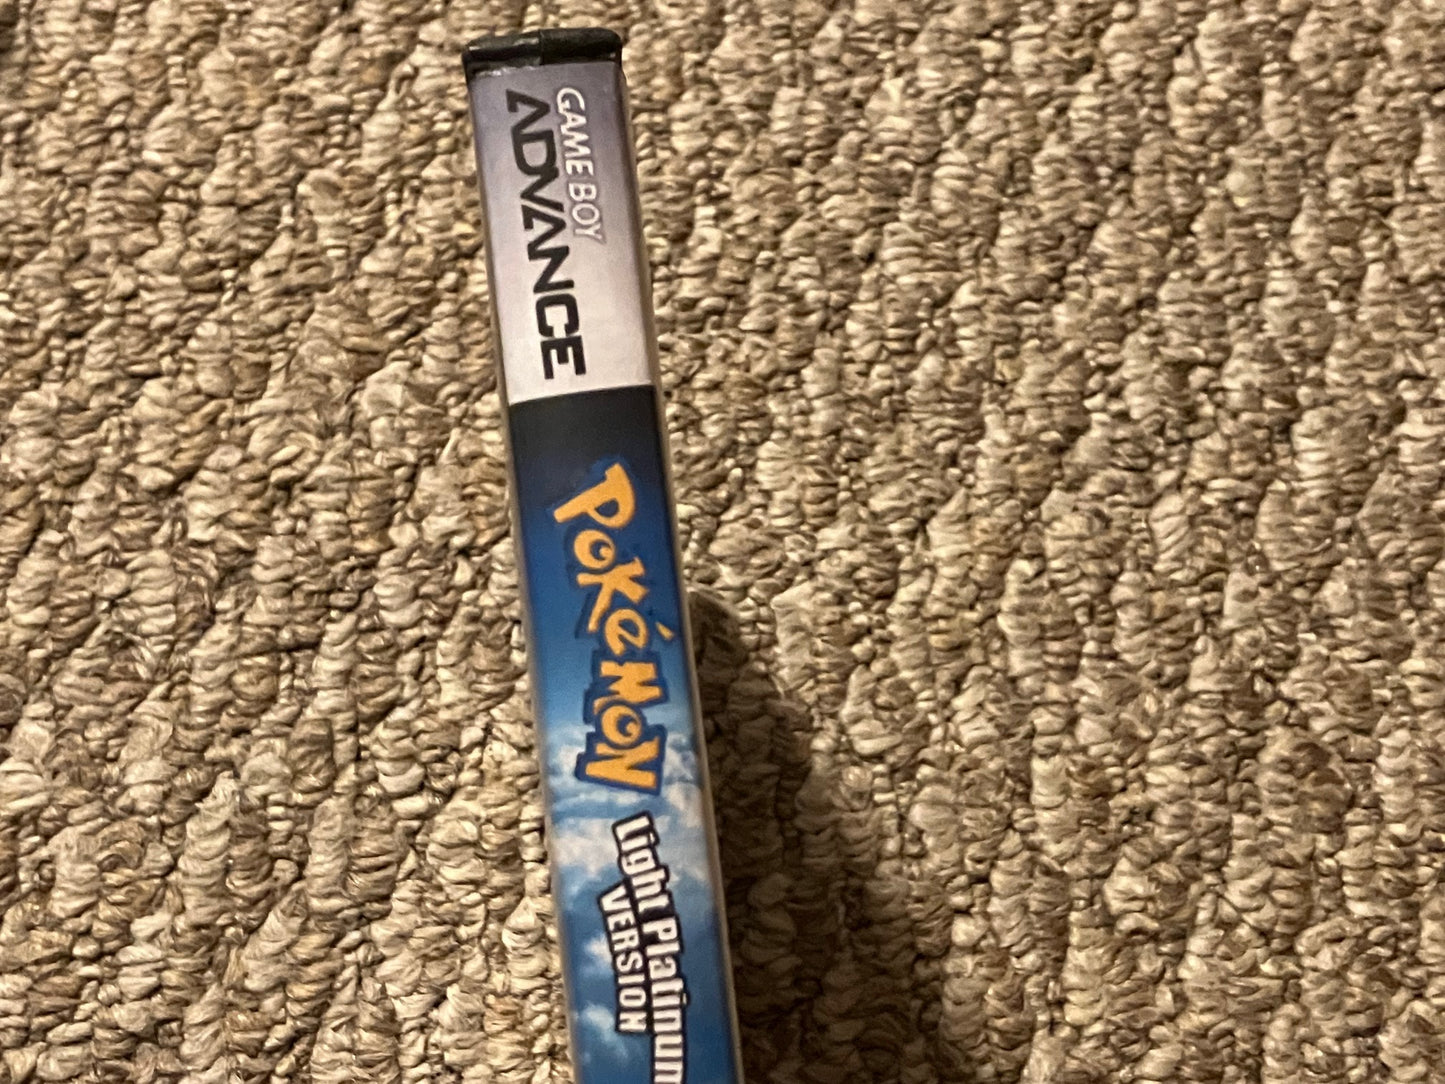 GAME BOY
ADVANCE
POKéMON
light Platinum
VERSION